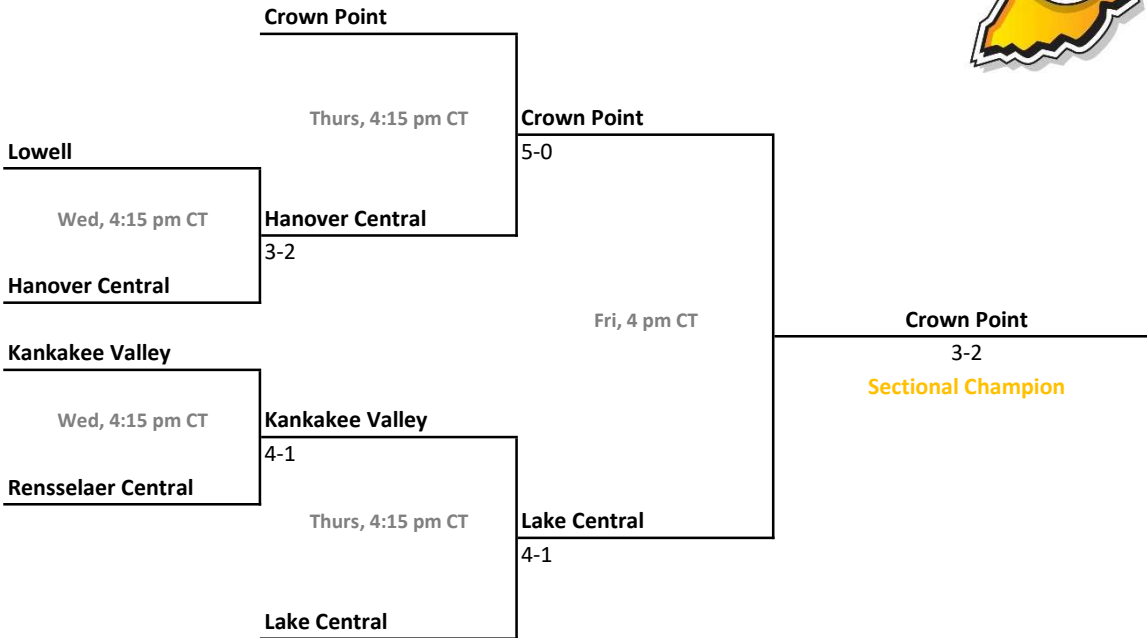 Crown Point
Thurs, 4:15 pm CT
Crown Point
5-0
Lowell
Wed, 4:15 pm CT
Hanover Central
3-2
Hanover Central
Fri, 4 pm CT
Crown Point
3-2
Sectional Champion
Kankakee Valley
Wed, 4:15 pm CT
Kankakee Valley
4-1
Rensselaer Central
Thurs, 4:15 pm CT
Lake Central
4-1
Lake Central